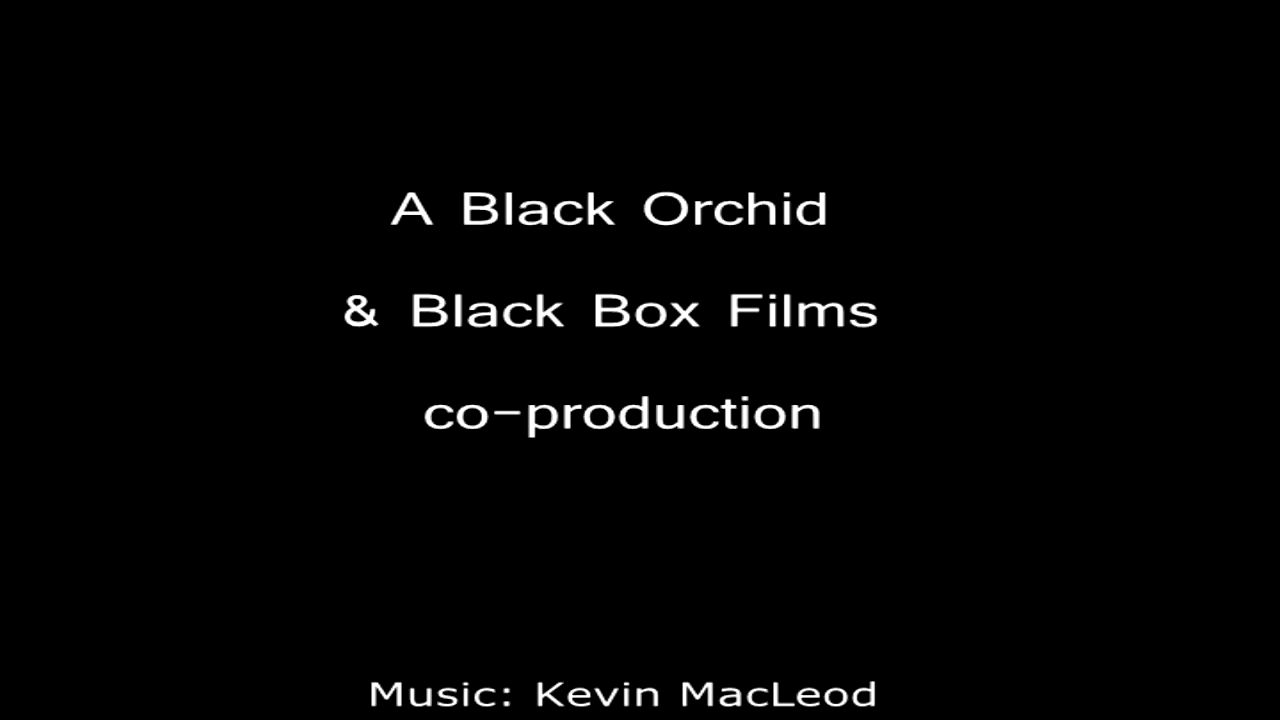 A Black Orchid
& Black Box Films
co-production
Music: Kevin MacLeod